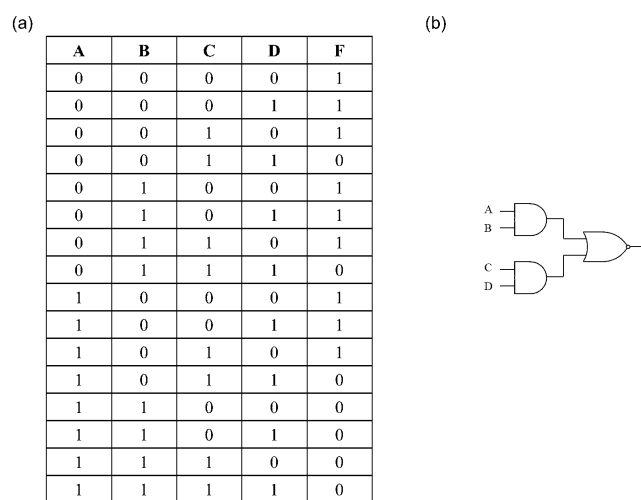 (a)
(b)
A B C D F
0 0 0 0 1
0 0 0 1 1
0 0 1 0 1
0 0 1 1 0
0 1 0 0 1
0 1 0 1 1
0 1 1 0 1
0 1 1 1 0
1 0 0 0 1
1 0 0 1 1
1 0 1 0 1
1 0 1 1 0
1 1 0 0 0
1 1 0 1 0
1 1 1 0 0
1 1 1 1 0
A
B
C
D